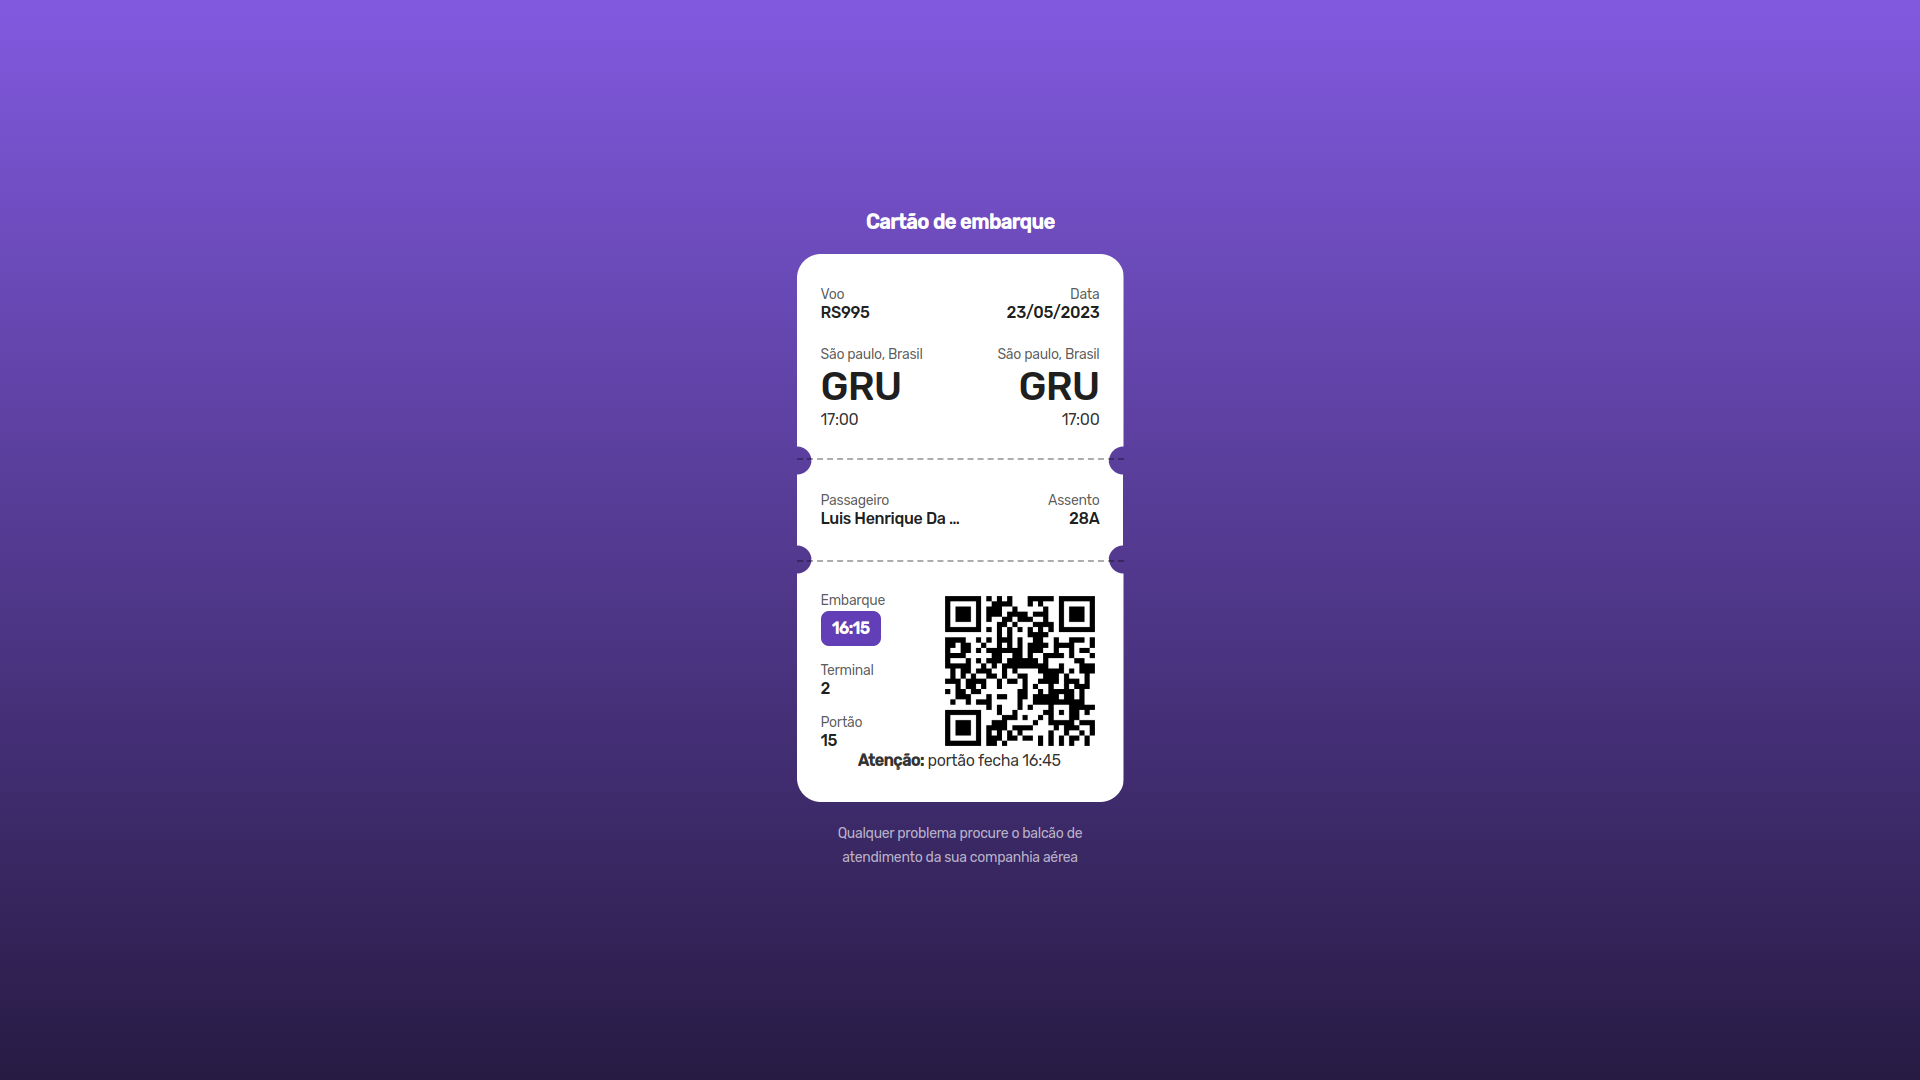 Cartão de embarque
Voo Data
RS995 23/05/2023
São paulo, Brasil São paulo, Brasil
GRU GRU
17:00 17:00
Passageiro Assento
Luis Henrique Da ... 28A
Embarque
16:15
Terminal
2
Portão
15
Atenção: portão fecha 16:45
Qualquer problema procure o balcão de
atendimento da sua companhia aérea